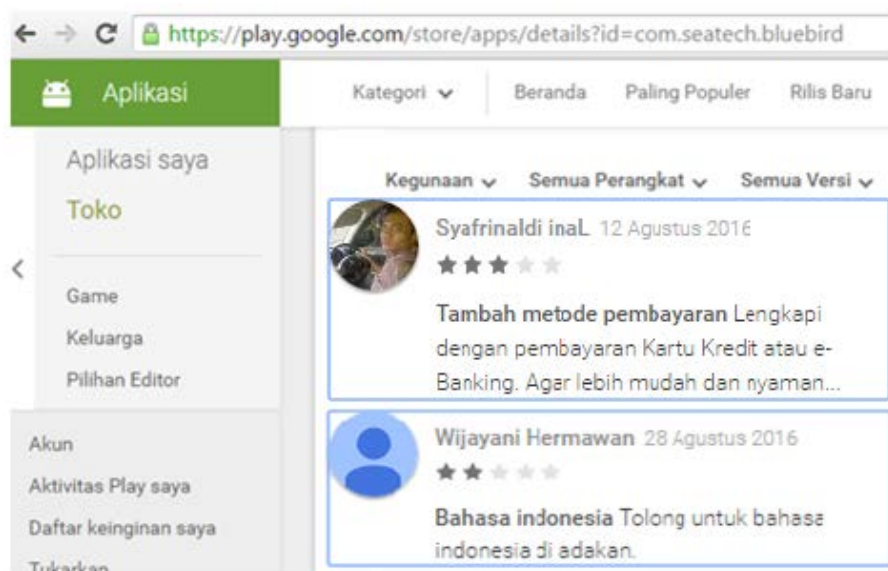 https://play.google.com/store/apps/details?id=com.seatech.bluebird
Aplikasi
Kategori
Beranda
Paling Populer
Rilis Baru
Aplikasi saya
Toko
Game
Keluarga
Pilihan Editor
Akun
Aktivitas Play saya
Daftar keinginan saya
Tukarkan
Kegunaan
Semua Perangkat
Semua Versi
Syafrinaldi inaL 12 Agustus 2016
Tambah metode pembayaran Lengkapi
dengan pembayaran Kartu Kredit atau e-
Banking. Agar lebih mudah dan nyaman...
Wijayani Hermawan 28 Agustus 2016
Bahasa indonesia Tolong untuk bahasa
indonesia di adakan.